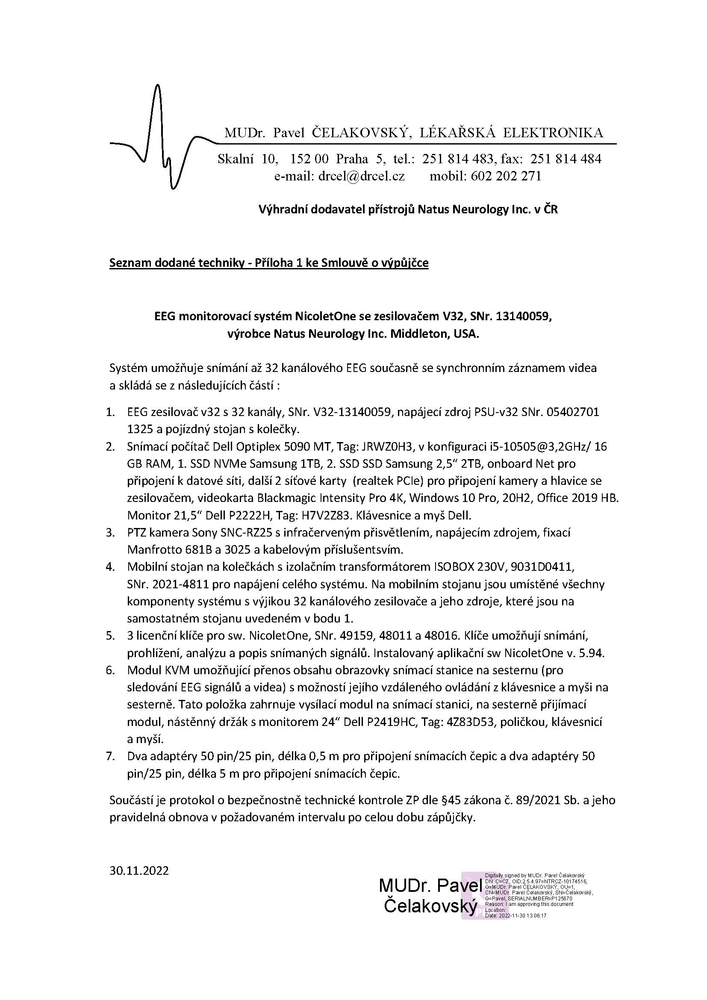 MUDr. Pavel ČELAKOVSKÝ, LÉKAŘSKÁ ELEKTRONIKA
Skalní 10, 152 00 Praha 5, tel.: 251 814 483, fax: 251 814 484
e-mail: drcel@drcel.cz mobil: 602 202 271
Výhradní dodavatel přístrojů Natus Neurology Inc. v ČR
Seznam dodané techniky - Příloha 1 ke Smlouvě o výpůjčce
EEG monitorovací systém NicoletOne se zesilovačem V32, SNr. 13140059,
výrobce Natus Neurology Inc. Middleton, USA.
Systém umožňuje snímání až 32 kanálového EEG současně se synchronním záznamem videa
a skládá se z následujících částí :
1. EEG zesilovač v32 s 32 kanály, SNr. V32-13140059, napájecí zdroj PSU-v32 SNr. 05402701
1325 a pojízdný stojan s kolečky.
2. Snímací počítač Dell Optiplex 5090 MT, Tag: JRWZ0H3, v konfiguraci i5-10505@3,2GHz/ 16
GB RAM, 1. SSD NVMe Samsung 1TB, 2. SSD SSD Samsung 2,5“ 2TB, onboard Net pro
připojení k datové síti, další 2 síťové karty (realtek PCIe) pro připojení kamery a hlavice se
zesilovačem, videokarta Blackmagic Intensity Pro 4K, Windows 10 Pro, 20H2, Office 2019 HB.
Monitor 21,5“ Dell P2222H, Tag: H7V2Z83. Klávesnice a myš Dell.
3. PTZ kamera Sony SNC-RZ25 s infračerveným přisvětlením, napájecím zdrojem, fixací
Manfrotto 681B a 3025 a kabelovým příslušentsvím.
4. Mobilní stojan na kolečkách s izolačním transformátorem ISOBOX 230V, 9031D0411,
SNr. 2021-4811 pro napájení celého systému. Na mobilním stojanu jsou umístěné všechny
komponenty systému s výjikou 32 kanálového zesilovače a jeho zdroje, které jsou na
samostatném stojanu uvedeném v bodu 1.
5. 3 licenční klíče pro sw. NicoletOne, SNr. 49159, 48011 a 48016. Klíče umožňují snímání,
prohlížení, analýzu a popis snímaných signálů. Instalovaný aplikační sw NicoletOne v. 5.94.
6. Modul KVM umožňující přenos obsahu obrazovky snímací stanice na sesternu (pro
sledování EEG signálů a videa) s možností jejího vzdáleného ovládání z klávesnice a myši na
sesterně. Tato položka zahrnuje vysílací modul na snímací stanici, na sesterně přijímací
modul, nástěnný držák s monitorem 24“ Dell P2419HC, Tag: 4Z83D53, poličkou, klávesnicí
a myší.
7. Dva adaptéry 50 pin/25 pin, délka 0,5 m pro připojení snímacích čepic a dva adaptéry 50
pin/25 pin, délka 5 m pro připojení snímacích čepic.
Součástí je protokol o bezpečnostně technické kontrole ZP dle §45 zákona č. 89/2021 Sb. a jeho
pravidelná obnova v požadovaném intervalu po celou dobu zápůjčky.
30.11.2022
MUDr. Pavel
Čelakovský
Digitally signed by MUDr. Pavel Čelakovský
DN: C=CZ, OID.2.5.4.97=NTRCZ-10174516,
O=MUDr. Pavel ČELAKOVSKÝ, OU=1,
CN=MUDr. Pavel Čelakovský, SN=Čelakovský,
G=Pavel, SERIALNUMBER=P125670
Reason: I am approving this document
Location:
Date: 2022-11-30 13:06:17